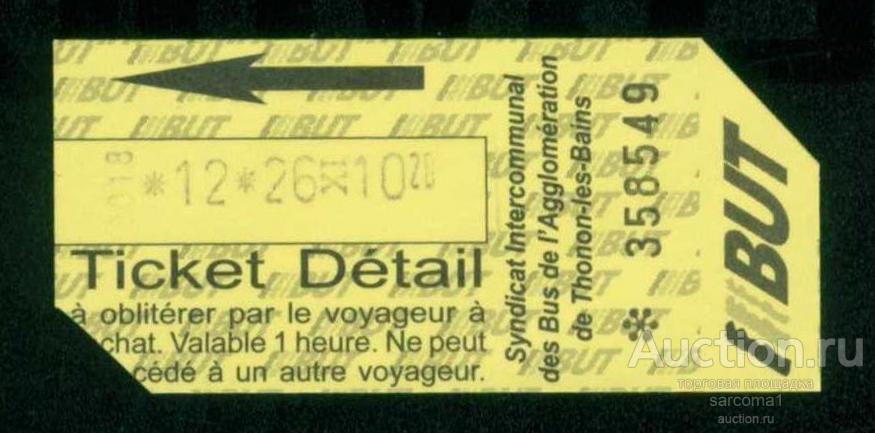 0018 *12*26 XI 10 28
Ticket Détail
à oblitérer par le voyageur à
chat. Valable 1 heure. Ne peut
cédé à un autre voyageur.
Syndicat Intercommunal
des Bus de l'Agglomération
de Thonon-les-Bains
* 358549
BUT
Auction.ru
торговая площадка
sarcoma1
auction.ru